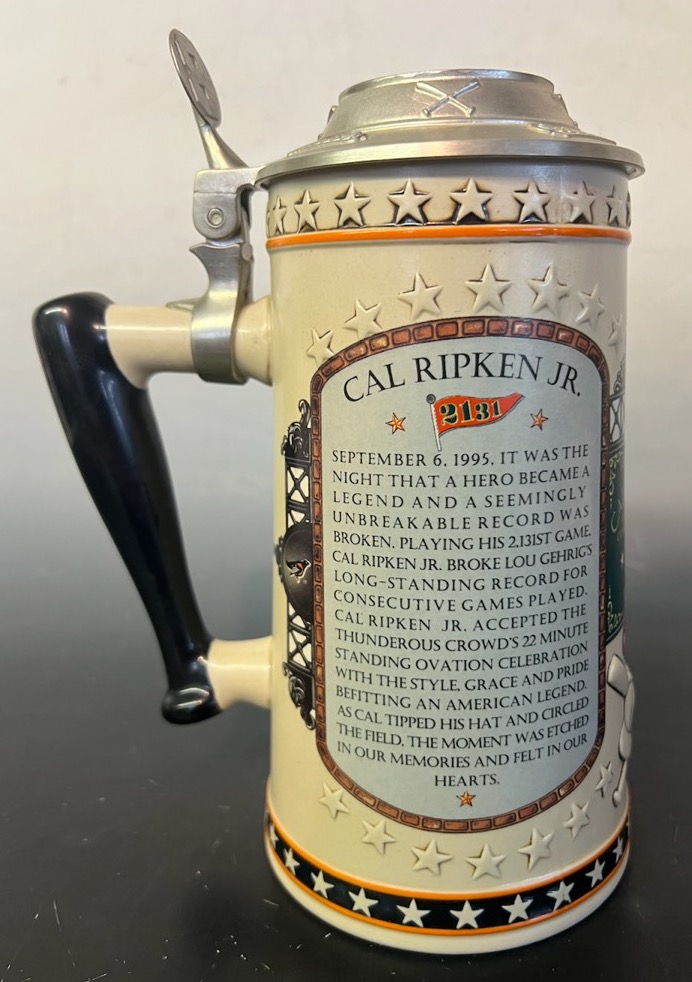 CAL RIPKEN JR.
2131
SEPTEMBER 6, 1995, IT WAS THE
NIGHT THAT A HERO BECAME A
LEGEND AND A SEEMINGLY
UNBREAKABLE RECORD WAS
BROKEN. PLAYING HIS 2,131ST GAME,
CAL RIPKEN JR. BROKE LOU GEHRIG'S
LONG-STANDING RECORD FOR
CONSECUTIVE GAMES PLAYED.
CAL RIPKEN JR. ACCEPTED THE
THUNDEROUS CROWD'S 22 MINUTE
STANDING OVATION CELEBRATION
WITH THE STYLE, GRACE AND PRIDE
BEFITTING AN AMERICAN LEGEND.
AS CAL TIPPED HIS HAT AND CIRCLED
THE FIELD, THE MOMENT WAS ETCHED
IN OUR MEMORIES AND FELT IN OUR
HEARTS.